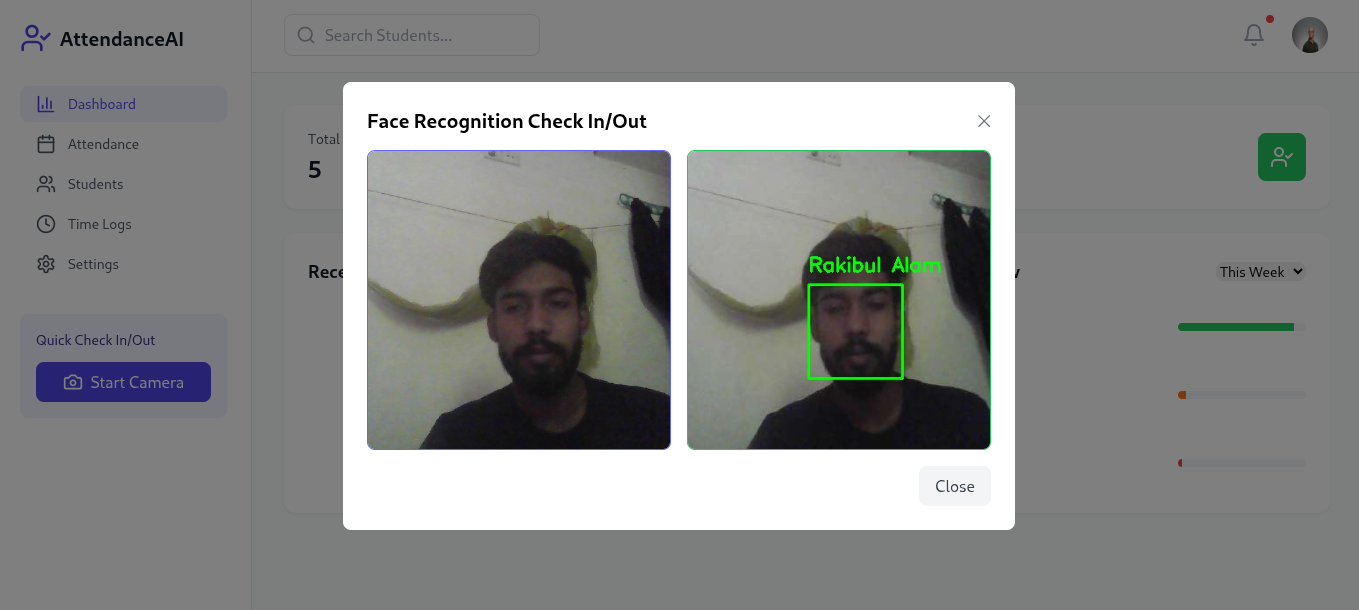 AttendanceAI
Search Students...
Dashboard
Attendance
Students
Time Logs
Settings
Quick Check In/Out
Start Camera
Total
5
Rece
This Week
Face Recognition Check In/Out
Rakibul Alam
Close